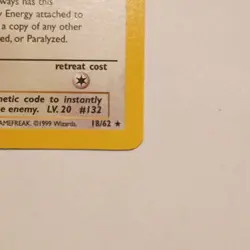 ways has this
y Energy attached to
a copy of any other
ed, or Paralyzed.
retreat cost
netic code to instantly
e enemy. LV. 20 #132
AMEFREAK. ©1999 Wizards. 18/62 ★